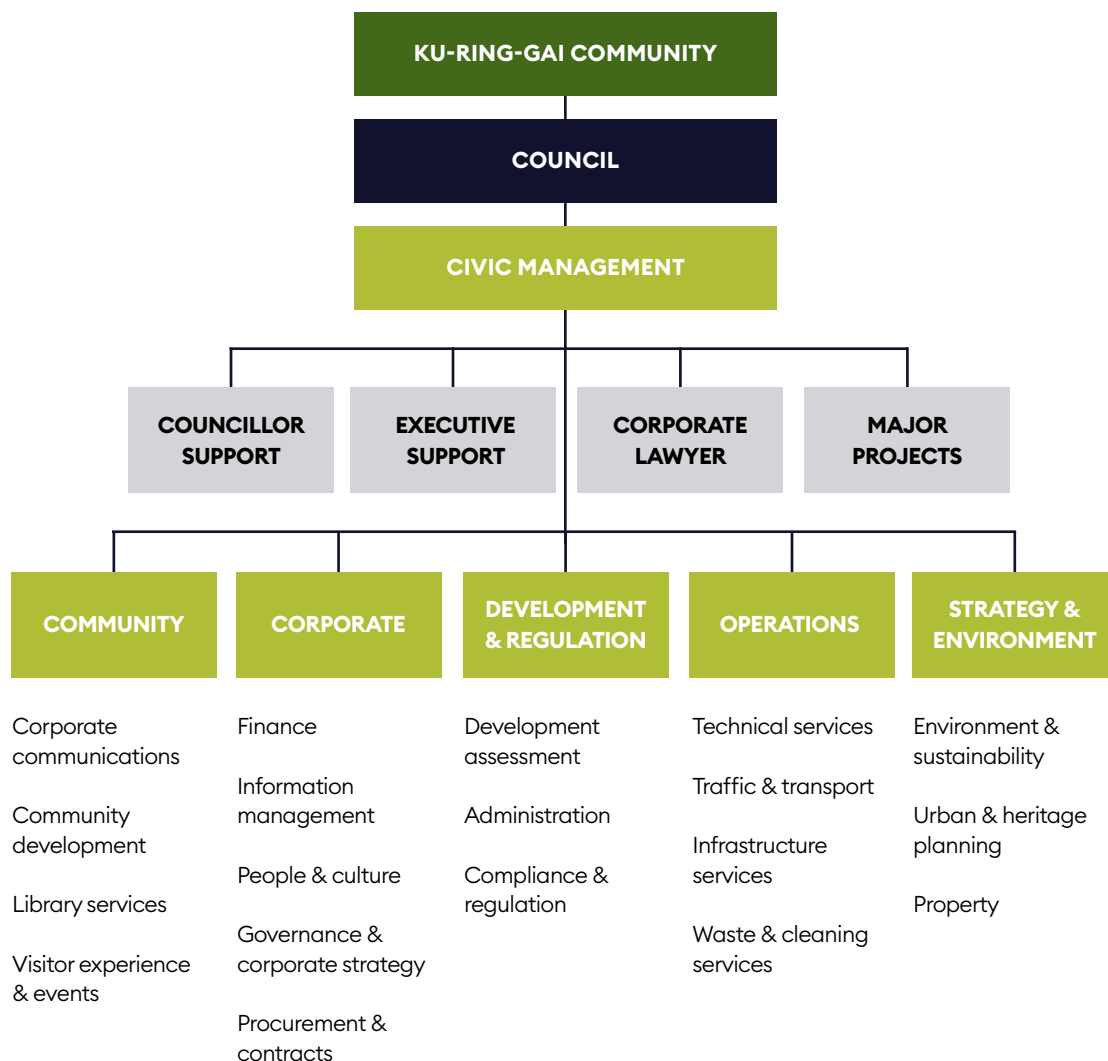 KU-RING-GAI COMMUNITY
COUNCIL
CIVIC MANAGEMENT
COUNCILLOR
SUPPORT
EXECUTIVE
SUPPORT
CORPORATE
LAWYER
MAJOR
PROJECTS
COMMUNITY
Corporate
communications
Community
development
Library services
Visitor experience
& events
CORPORATE
Finance
Information
management
People & culture
Governance &
corporate strategy
Procurement &
contracts
DEVELOPMENT
& REGULATION
Development
assessment
Administration
Compliance &
regulation
OPERATIONS
Technical services
Traffic & transport
Infrastructure
services
Waste & cleaning
services
STRATEGY &
ENVIRONMENT
Environment &
sustainability
Urban & heritage
planning
Property